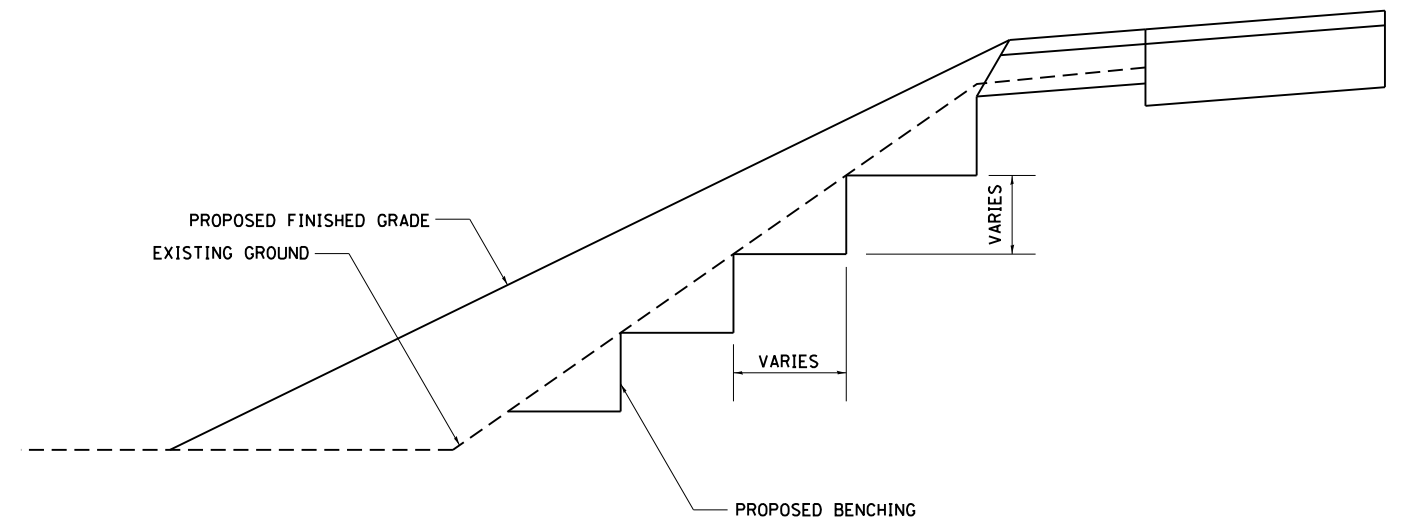 PROPOSED FINISHED GRADE
EXISTING GROUND
VARIES
VARIES
PROPOSED BENCHING